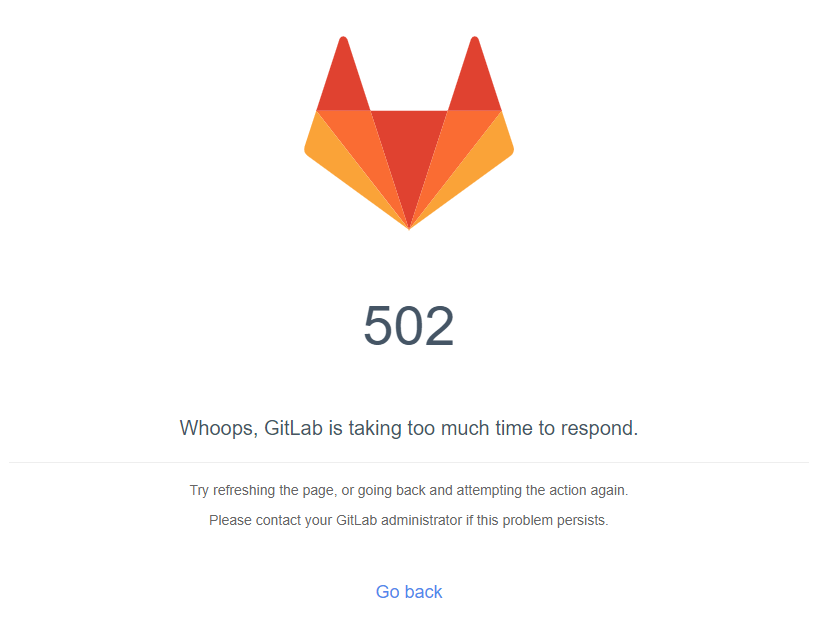 502
Whoops, GitLab is taking too much time to respond.
Try refreshing the page, or going back and attempting the action again.
Please contact your GitLab administrator if this problem persists.
Go back